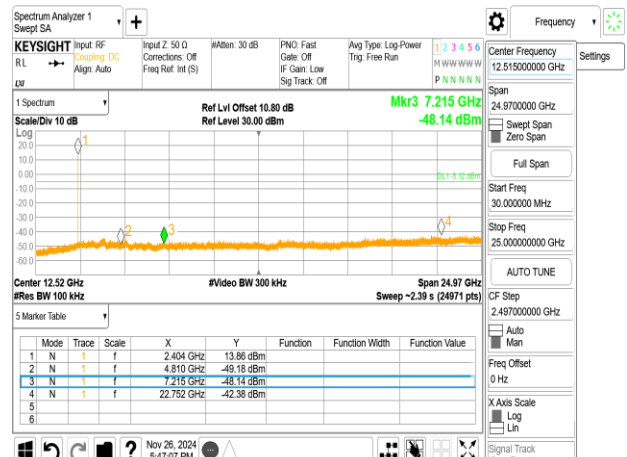 Spectrum Analyzer 1
Swept SA
Frequency
KEYSIGHT
RL
Input: RF
Coupling: DC
Align: Auto
Input Z: 50 Ω
Corrections: Off
Freq Ref: Int (S)
#Atten: 30 dB
PNO: Fast
Gate: Off
IF Gain: Low
Sig Track: Off
Avg Type: Log-Power
Trig: Free Run
1 2 3 4 5 6
M W W W W W
P N N N N N
LXI
1 Spectrum
Scale/Div 10 dB
Ref Lvl Offset 10.80 dB
Ref Level 30.00 dBm
Mkr3 7.215 GHz
-48.14 dBm
Log
20.0
10.0
0.00
-10.0
-20.0
-30.0
-40.0
-50.0
-60.0
1
2
3
4
DL1 -6.12 dBm
Center 12.52 GHz
#Res BW 100 kHz
#Video BW 300 kHz
Span 24.97 GHz
Sweep ~2.39 s (24971 pts)
5 Marker Table
Mode Trace Scale X Y Function Function Width Function Value
1 N 1 f 2.404 GHz 13.86 dBm
2 N 1 f 4.810 GHz -49.18 dBm
3 N 1 f 7.215 GHz -48.14 dBm
4 N 1 f 22.752 GHz -42.38 dBm
5
6
?
Nov 26, 2024
5:47:07 PM
Center Frequency
12.515000000 GHz
Settings
Span
24.9700000 GHz
Swept Span
Zero Span
Full Span
Start Freq
30.000000 MHz
Stop Freq
25.000000000 GHz
AUTO TUNE
CF Step
2.497000000 GHz
Auto
Man
Freq Offset
0 Hz
X Axis Scale
Log
Lin
Signal Track